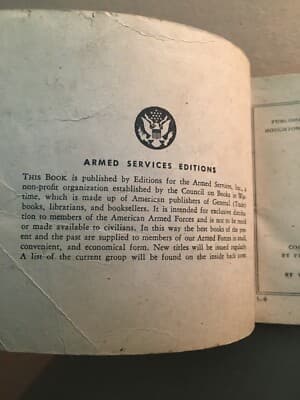 ARMED SERVICES EDITIONS
THIS BOOK is published by Editions for the Armed Services, Inc., a
non-profit organization established by the Council on Books in War-
time, which is made up of American publishers of General (Trade)
books, librarians, and booksellers. It is intended for exclusive distribu-
tion to members of the American Armed Forces and is not to be resold
or made available to civilians. In this way the best books of the pres-
ent and the past are supplied to members of our Armed Forces in small,
convenient, and economical form. New titles will be issued regularly.
A list of the current group will be found on the inside back cover.
BY